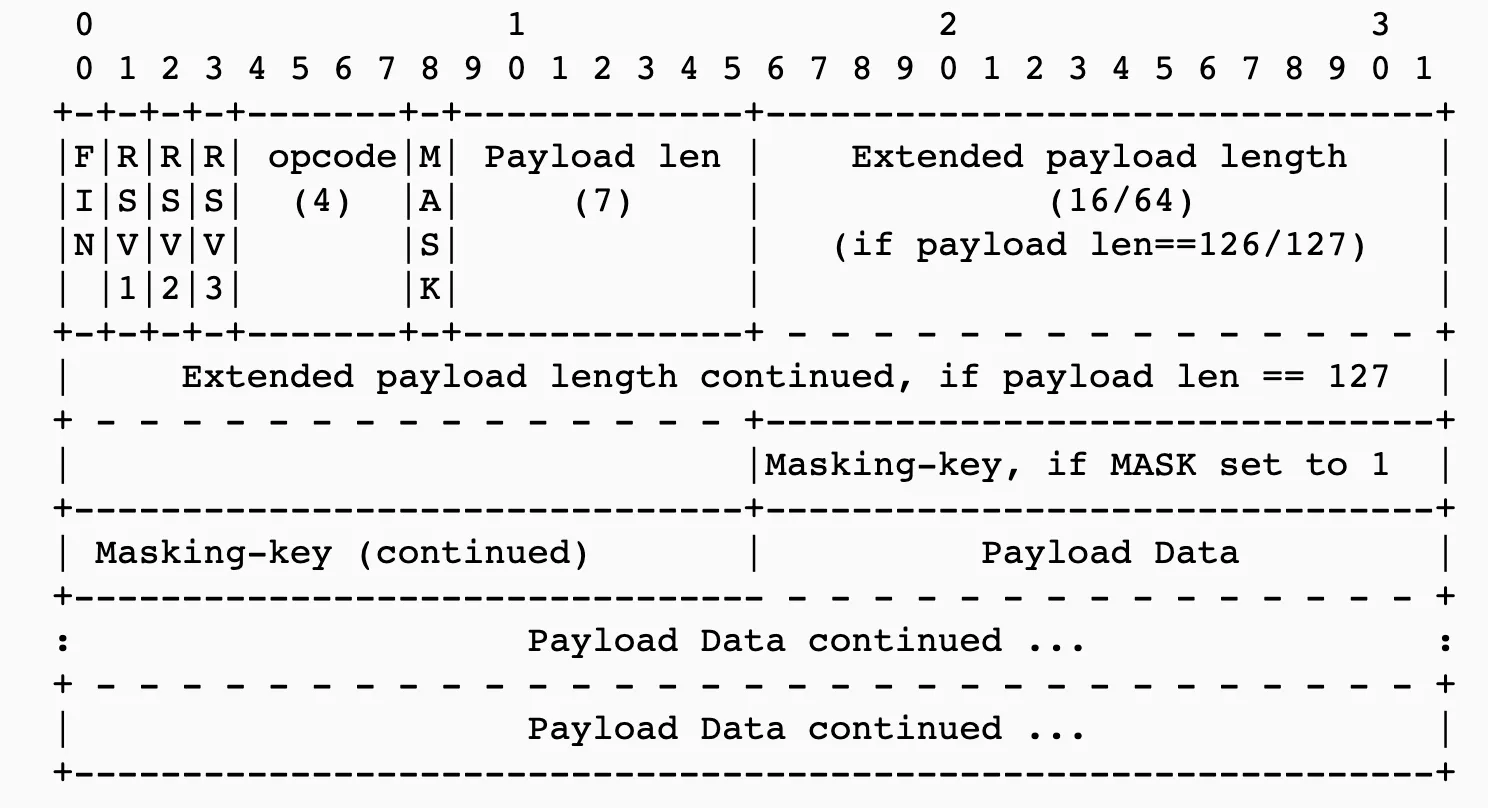 0                   1                   2                   3
 0 1 2 3 4 5 6 7 8 9 0 1 2 3 4 5 6 7 8 9 0 1 2 3 4 5 6 7 8 9 0 1
+-+-+-+-+-------+-+-------------+-------------------------------+
|F|R|R|R| opcode|M| Payload len |    Extended payload length    |
|I|S|S|S|  (4)  |A|     (7)     |             (16/64)           |
|N|V|V|V|       |S|             |   (if payload len==126/127)   |
| |1|2|3|       |K|             |                               |
+-+-+-+-+-------+-+-------------+ - - - - - - - - - - - - - - - +
|     Extended payload length continued, if payload len == 127  |
+ - - - - - - - - - - - - - - - +-------------------------------+
|                               |Masking-key, if MASK set to 1  |
+-------------------------------+-------------------------------+
| Masking-key (continued)       |          Payload Data         |
+-------------------------------- - - - - - - - - - - - - - - - +
:                     Payload Data continued ...                :
+ - - - - - - - - - - - - - - - - - - - - - - - - - - - - - - - +
|                     Payload Data continued ...                |
+---------------------------------------------------------------+